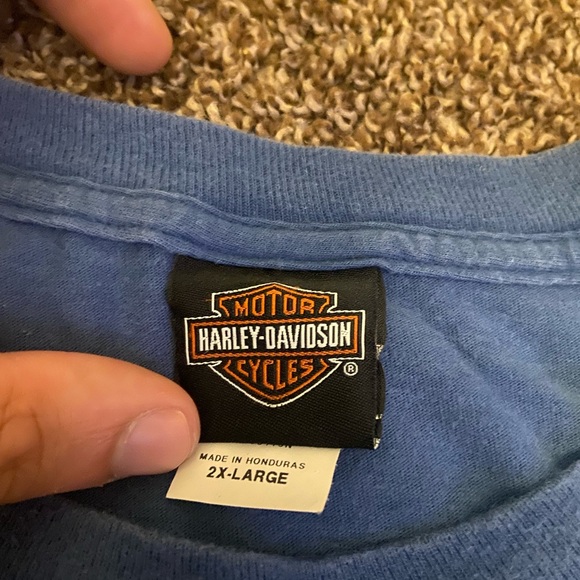 MOTOR
HARLEY-DAVIDSON
CYCLES
®
MADE IN HONDURAS
2X-LARGE